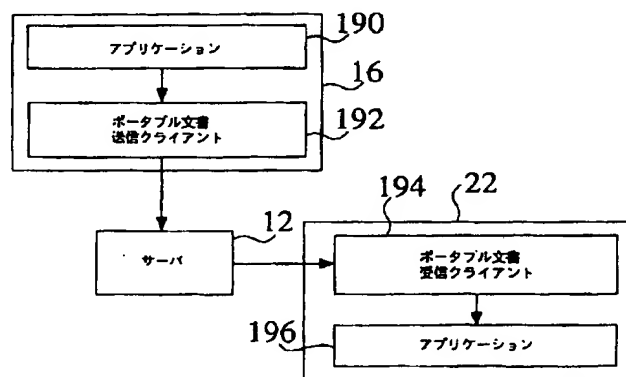 アプリケーション
190
16
ポータブル文書
送信クライアント
192
12
サーバ
194
22
ポータブル文書
受信クライアント
196
アプリケーション